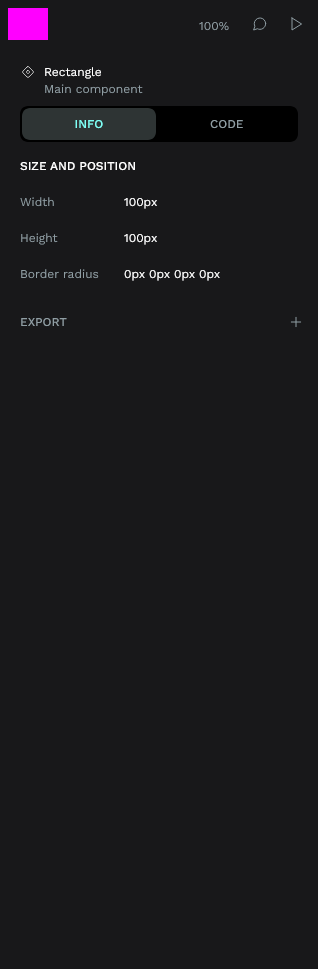 100%
Rectangle
Main component
INFO CODE
SIZE AND POSITION
Width 100px
Height 100px
Border radius 0px 0px 0px 0px
EXPORT